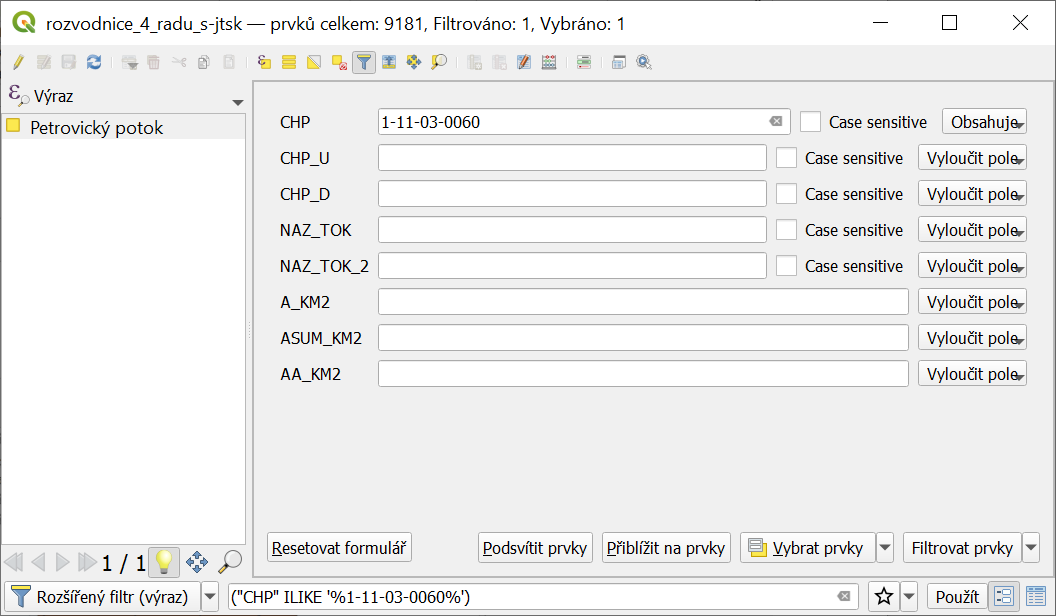 rozvodnice_4_radu_s-jtsk — prvků celkem: 9181, Filtrováno: 1, Vybráno: 1
Výraz
Petrovický potok
CHP 1-11-03-0060 Case sensitive Obsahuje
CHP_U Case sensitive Vyloučit pole
CHP_D Case sensitive Vyloučit pole
NAZ_TOK Case sensitive Vyloučit pole
NAZ_TOK_2 Case sensitive Vyloučit pole
A_KM2 Vyloučit pole
ASUM_KM2 Vyloučit pole
AA_KM2 Vyloučit pole
1 / 1 Resetovat formulář Podsvítit prvky Přiblížit na prvky Vybrat prvky Filtrovat prvky
Rozšířený filtr (výraz) ("CHP" ILIKE '%1-11-03-0060%') Použít